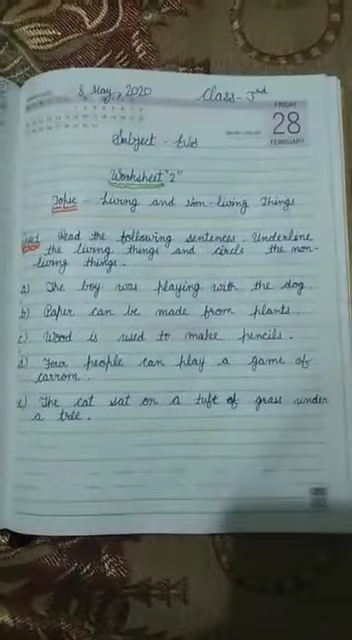 8 May, 2020 Class - 3rd
FRIDAY
28
FEBRUARY
Subject - EVS
Worksheet "2"
Topic - Living and Non-living Things
Read the following sentences. Underline
the living things and circle the non-
living things.
a) The boy was playing with the dog.
b) Paper can be made from plants.
c) Wood is used to make pencils.
d) Four people can play a game of
carrom.
e) The cat sat on a tuft of grass under
a tree.